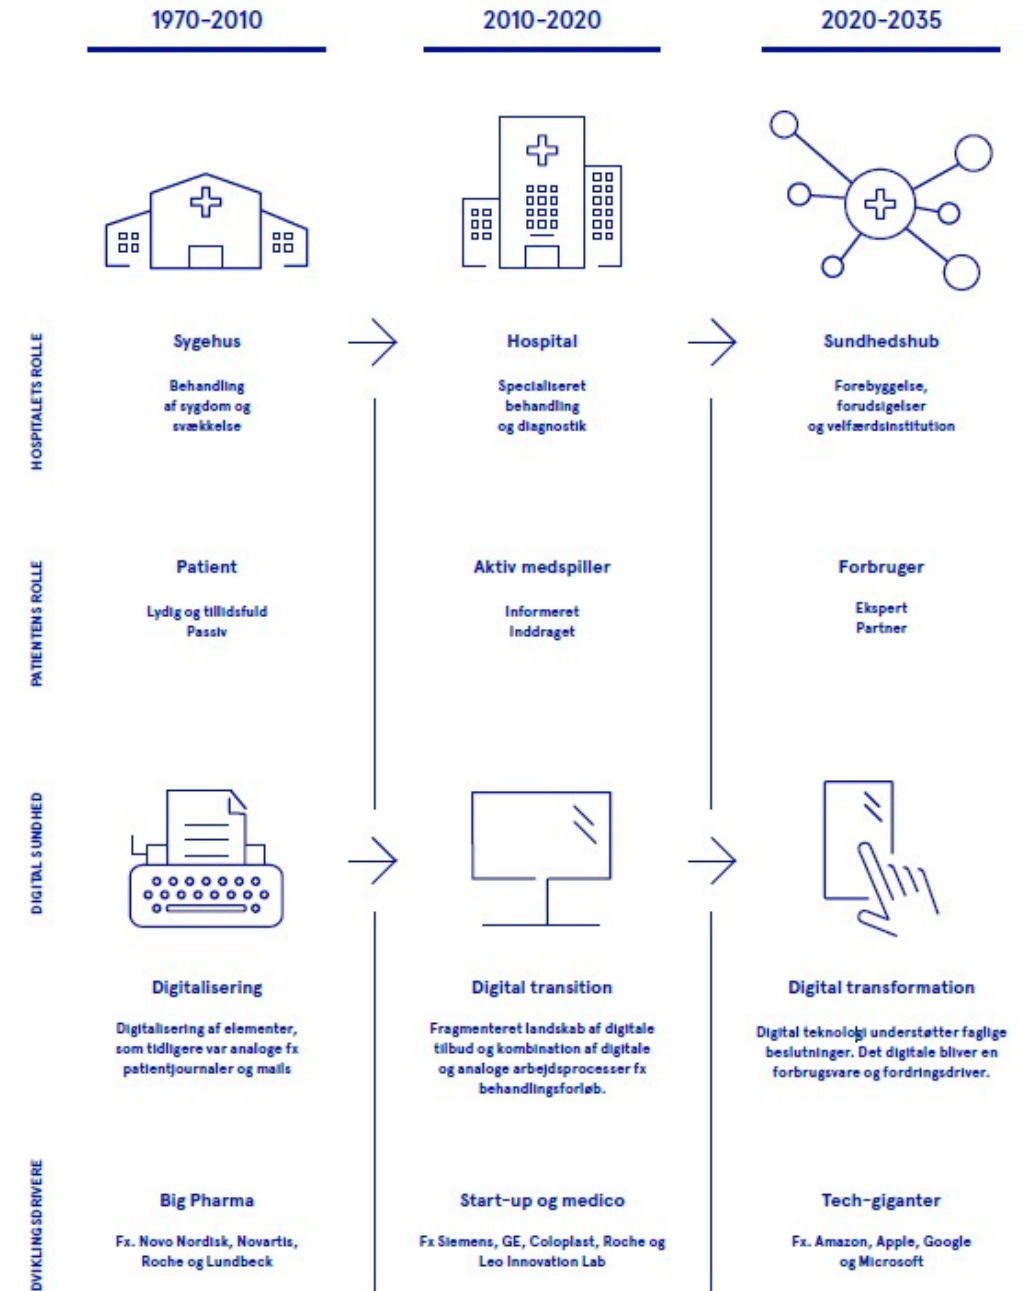 1970-2010
2010-2020
2020-2035
HOSPITALETS ROLLE
Sygehus
Behandling
af sygdom og
svækkelse
Hospital
Specialiseret
behandling
og diagnostik
Sundhedshub
Forebyggelse,
forudsigelser
og velfærdsinstitution
PATIENTENS ROLLE
Patient
Lydig og tillidsfuld
Passiv
Aktiv medspiller
Informeret
Inddraget
Forbruger
Ekspert
Partner
DIGITAL SUNDHED
Digitalisering
Digitalisering af elementer,
som tidligere var analoge fx
patientjournaler og mails
Digital transition
Fragmenteret landskab af digitale
tilbud og kombination af digitale
og analoge arbejdsprocesser fx
behandlingsforløb.
Digital transformation
Digital teknologi understøtter faglige
beslutninger. Det digitale bliver en
forbrugsvare og fordringsdriver.
DVIKLINGSDRIVERE
Big Pharma
Fx. Novo Nordisk, Novartis,
Roche og Lundbeck
Start-up og medico
Fx Siemens, GE, Coloplast, Roche og
Leo Innovation Lab
Tech-giganter
Fx. Amazon, Apple, Google
og Microsoft